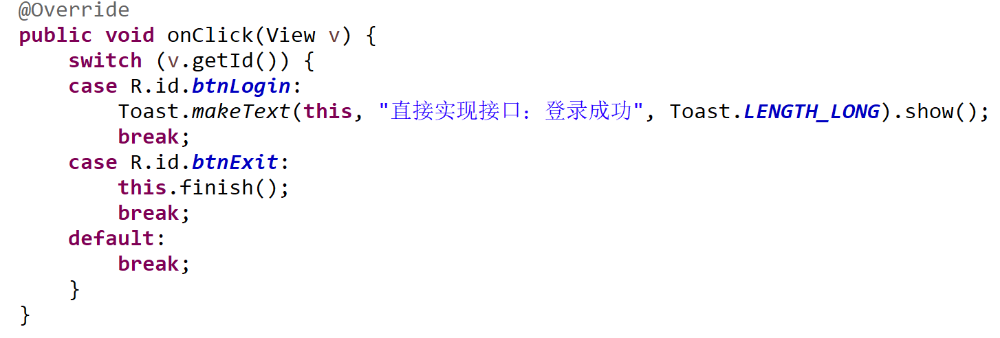 @Override
public void onClick(View v) {
    switch (v.getId()) {
    case R.id.btnLogin:
        Toast.makeText(this, "直接实现接口：登录成功", Toast.LENGTH_LONG).show();
        break;
    case R.id.btnExit:
        this.finish();
        break;
    default:
        break;
    }
}